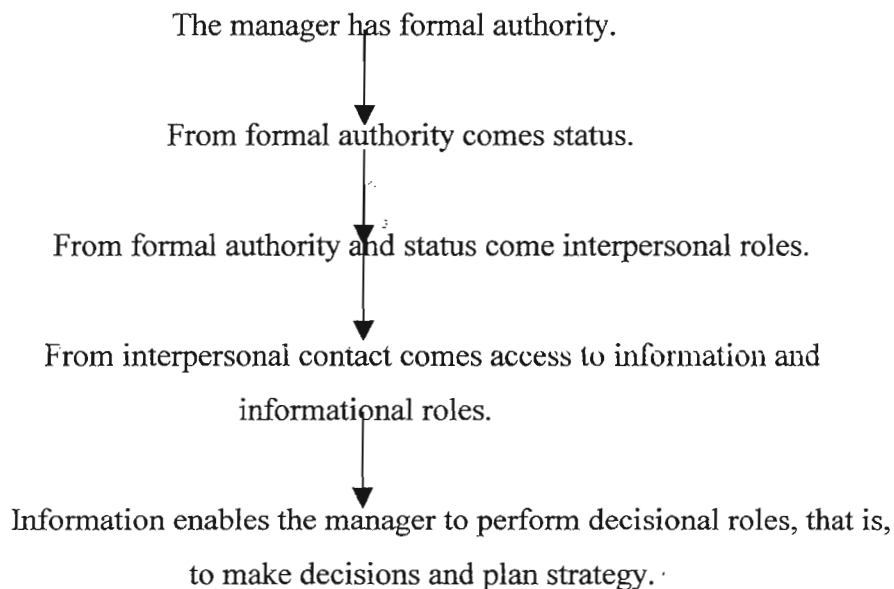 The manager has formal authority.
From formal authority comes status.
From formal authority and status come interpersonal roles.
From interpersonal contact comes access to information and
informational roles.
Information enables the manager to perform decisional roles, that is,
to make decisions and plan strategy.